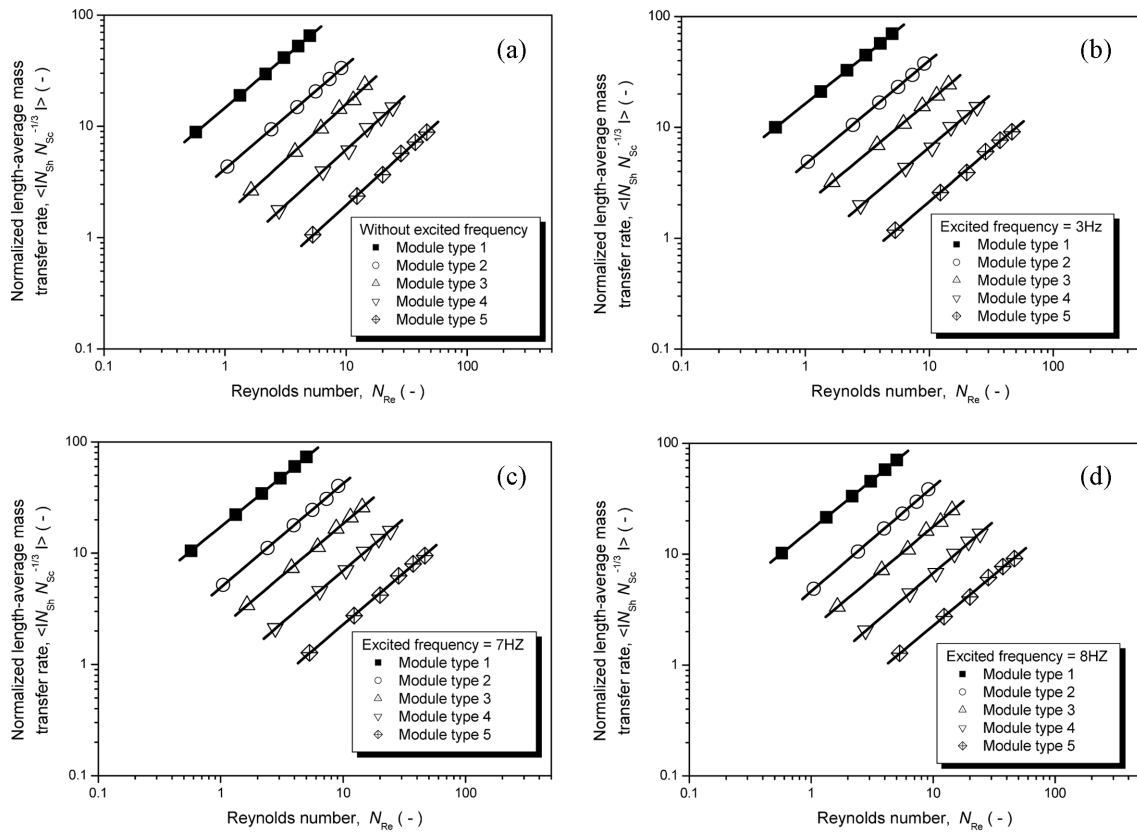 (a)
100
10
1
0.1
Normalized length-average mass
transfer rate, <|N_Sh N_Sc^-1/3 |> ( - )
Without excited frequency
Module type 1
Module type 2
Module type 3
Module type 4
Module type 5
0.1 1 10 100
Reynolds number, N_Re ( - )
(b)
100
10
1
0.1
Normalized length-average mass
transfer rate, <|N_Sh N_Sc^-1/3 |> ( - )
Excited frequency = 3Hz
Module type 1
Module type 2
Module type 3
Module type 4
Module type 5
0.1 1 10 100
Reynolds number, N_Re ( - )
(c)
100
10
1
0.1
Normalized length-average mass
transfer rate, <|N_Sh N_Sc^-1/3 |> ( - )
Excited frequency = 7HZ
Module type 1
Module type 2
Module type 3
Module type 4
Module type 5
0.1 1 10 100
Reynolds number, N_Re ( - )
(d)
100
10
1
0.1
Normalized length-average mass
transfer rate, <|N_Sh N_Sc^-1/3 |> ( - )
Excited frequency = 8HZ
Module type 1
Module type 2
Module type 3
Module type 4
Module type 5
0.1 1 10 100
Reynolds number, N_Re ( - )